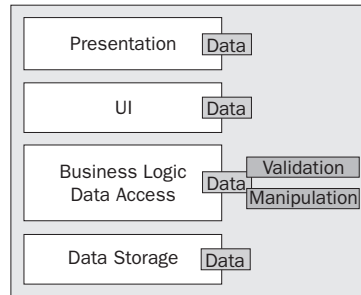 Presentation Data
UI Data
Business Logic
Data Access
Data
Validation
Manipulation
Data Storage Data